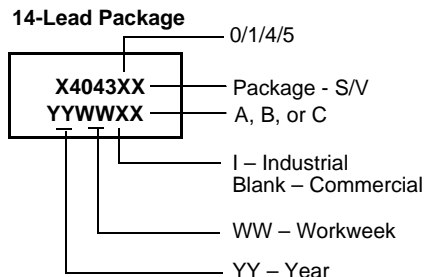 14-Lead Package
0/1/4/5
X4043XX
Package - S/V
YYWWXX
A, B, or C
I – Industrial
Blank – Commercial
WW – Workweek
YY – Year